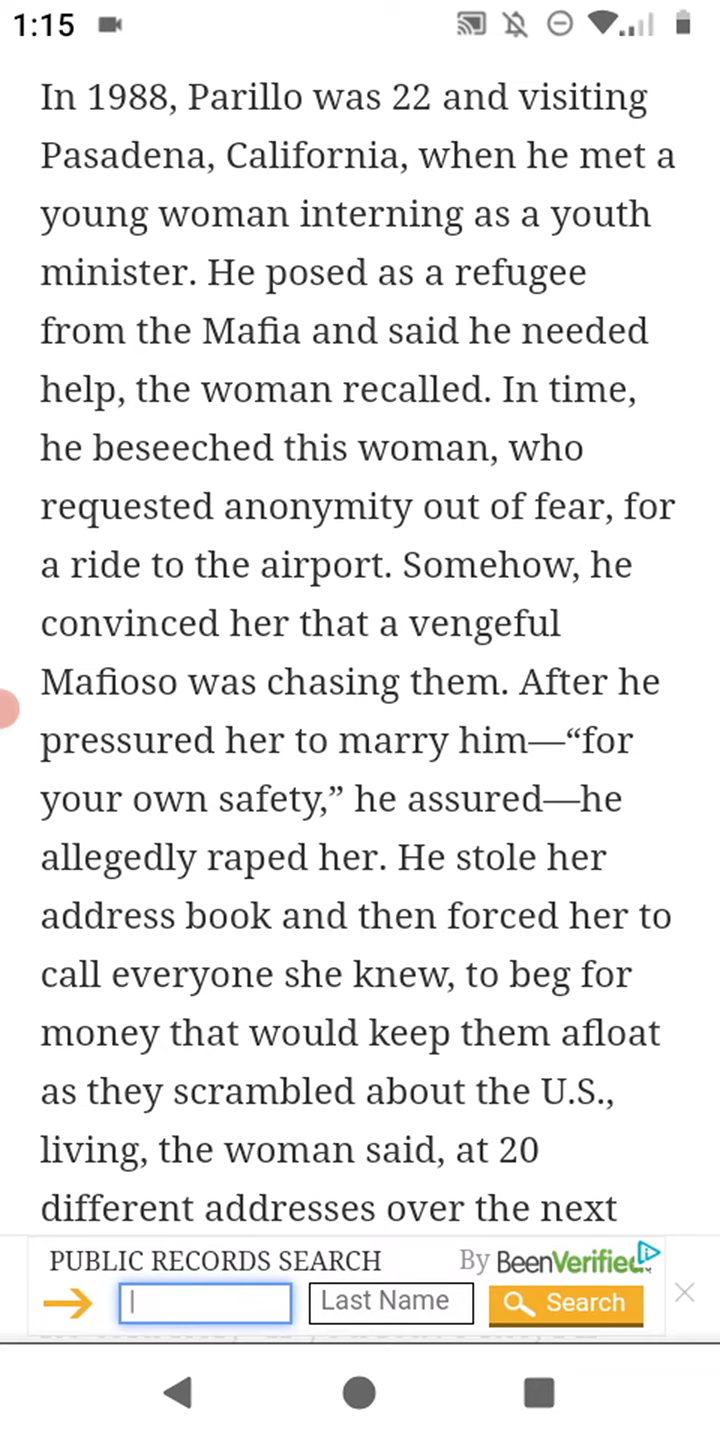 1:15
In 1988, Parillo was 22 and visiting
Pasadena, California, when he met a
young woman interning as a youth
minister. He posed as a refugee
from the Mafia and said he needed
help, the woman recalled. In time,
he beseeched this woman, who
requested anonymity out of fear, for
a ride to the airport. Somehow, he
convinced her that a vengeful
Mafioso was chasing them. After he
pressured her to marry him—“for
your own safety,” he assured—he
allegedly raped her. He stole her
address book and then forced her to
call everyone she knew, to beg for
money that would keep them afloat
as they scrambled about the U.S.,
living, the woman said, at 20
different addresses over the next
PUBLIC RECORDS SEARCH By BeenVerified
Last Name Search